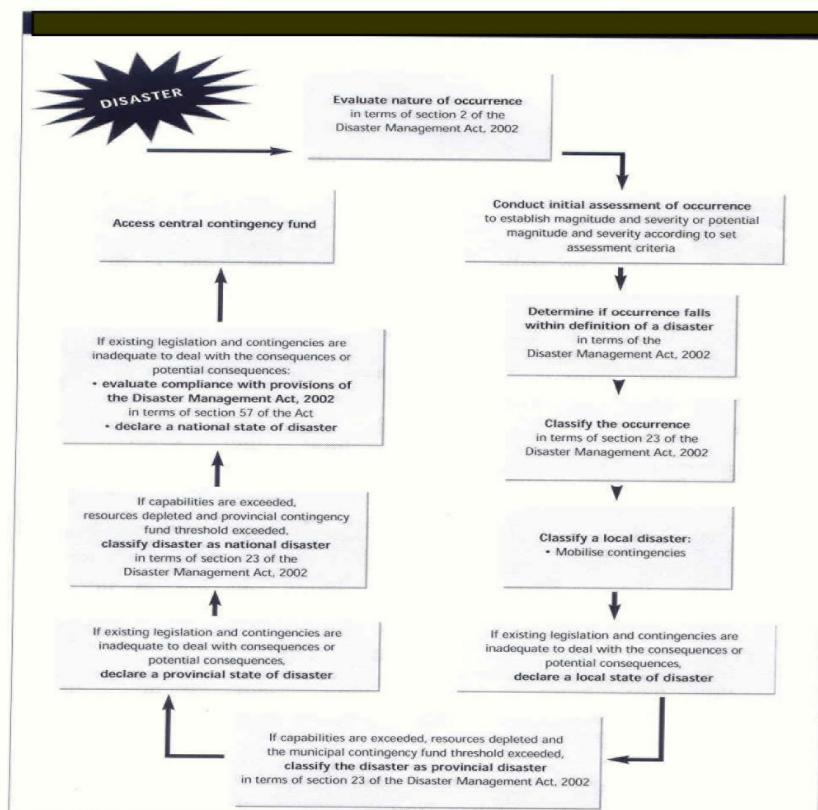 DISASTER
Evaluate nature of occurrence
in terms of section 2 of the
Disaster Management Act, 2002
Conduct initial assessment of occurrence
to establish magnitude and severity or potential
magnitude and severity according to set
assessment criteria
Determine if occurrence falls
within definition of a disaster
in terms of the
Disaster Management Act, 2002
Classify the occurrence
in terms of section 23 of the
Disaster Management Act, 2002
Classify a local disaster:
• Mobilise contingencies
If existing legislation and contingencies are
inadequate to deal with the consequences or
potential consequences,
declare a local state of disaster
If capabilities are exceeded, resources depleted and
the municipal contingency fund threshold exceeded,
classify the disaster as provincial disaster
in terms of section 23 of the Disaster Management Act, 2002
If existing legislation and contingencies are
inadequate to deal with consequences or
potential consequences,
declare a provincial state of disaster
If capabilities are exceeded,
resources depleted and provincial contingency
fund threshold exceeded,
classify disaster as national disaster
in terms of section 23 of the
Disaster Management Act, 2002
If existing legislation and contingencies are
inadequate to deal with the consequences or
potential consequences:
• evaluate compliance with provisions of
the Disaster Management Act, 2002
in terms of section 57 of the Act
• declare a national state of disaster
Access central contingency fund